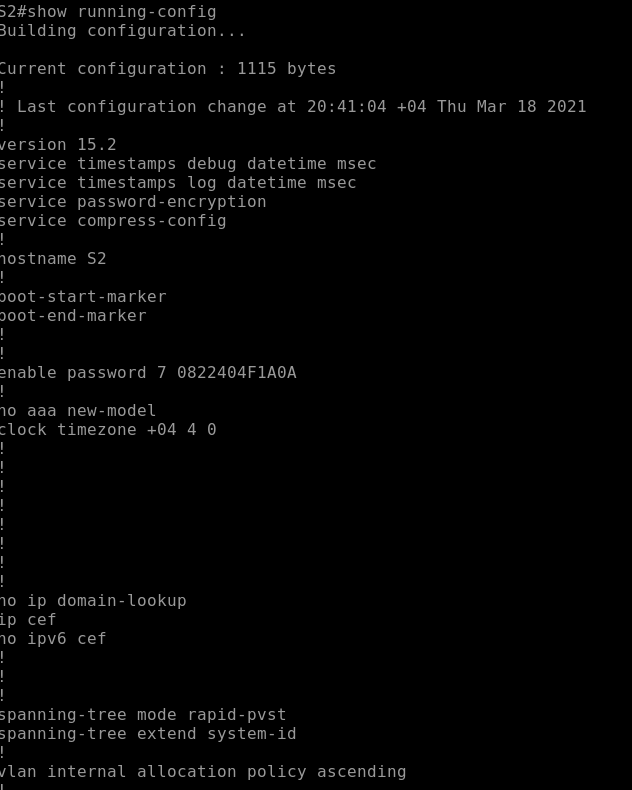 S2#show running-config
Building configuration...
Current configuration : 1115 bytes
!
! Last configuration change at 20:41:04 +04 Thu Mar 18 2021
!
version 15.2
service timestamps debug datetime msec
service timestamps log datetime msec
service password-encryption
service compress-config
!
hostname S2
!
boot-start-marker
boot-end-marker
!
!
enable password 7 0822404F1A0A
!
no aaa new-model
clock timezone +04 4 0
!
!
!
!
!
!
!
!
no ip domain-lookup
ip cef
no ipv6 cef
!
!
!
spanning-tree mode rapid-pvst
spanning-tree extend system-id
!
vlan internal allocation policy ascending
!